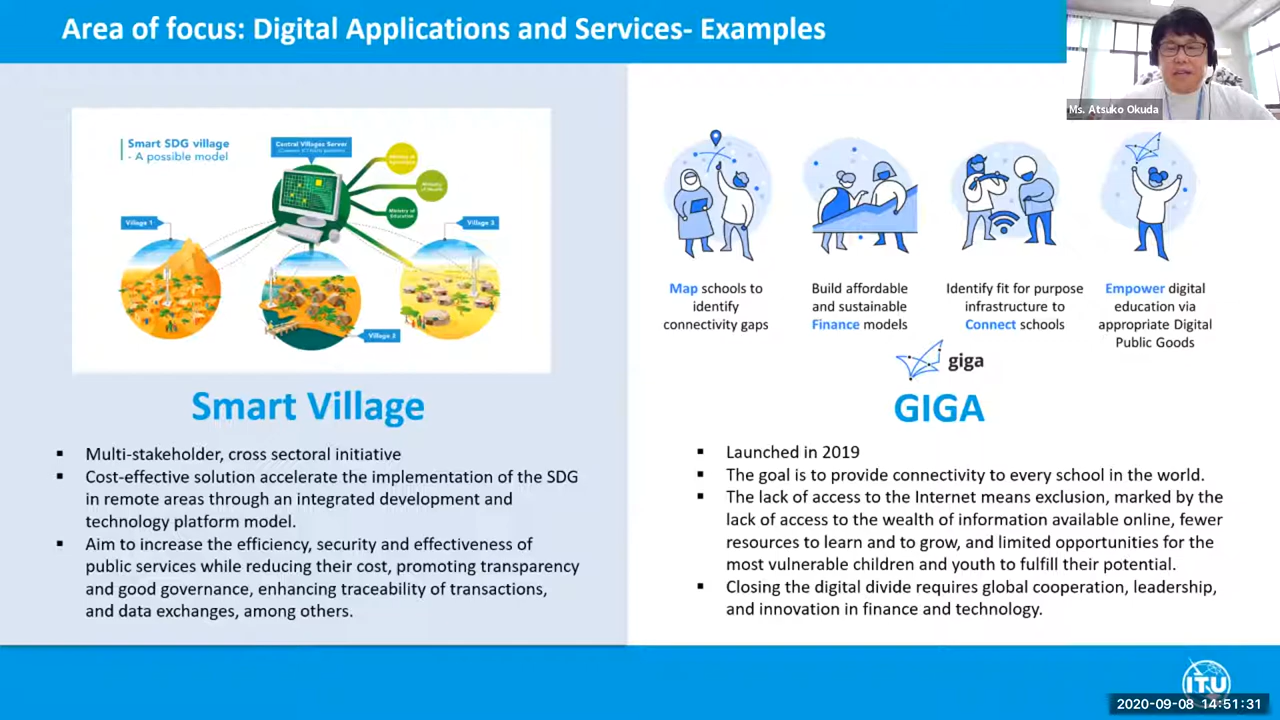 Area of focus: Digital Applications and Services- Examples
Ms. Atsuko Okuda
Smart SDG village
- A possible model
Central Villages Server
Ministry of
Ministry
of Health
Ministry of
Education
Village 1
Village 3
Village 2
Smart Village
▪ Multi-stakeholder, cross sectoral initiative
▪ Cost-effective solution accelerate the implementation of the SDG
in remote areas through an integrated development and
technology platform model.
▪ Aim to increase the efficiency, security and effectiveness of
public services while reducing their cost, promoting transparency
and good governance, enhancing traceability of transactions,
and data exchanges, among others.
Map schools to
identify
connectivity gaps
Build affordable
and sustainable
Finance models
Identify fit for purpose
infrastructure to
Connect schools
Empower digital
education via
appropriate Digital
Public Goods
giga
GIGA
▪ Launched in 2019
▪ The goal is to provide connectivity to every school in the world.
▪ The lack of access to the Internet means exclusion, marked by the
lack of access to the wealth of information available online, fewer
resources to learn and to grow, and limited opportunities for the
most vulnerable children and youth to fulfill their potential.
▪ Closing the digital divide requires global cooperation, leadership,
and innovation in finance and technology.
ITU
2020-09-08 14:51:31